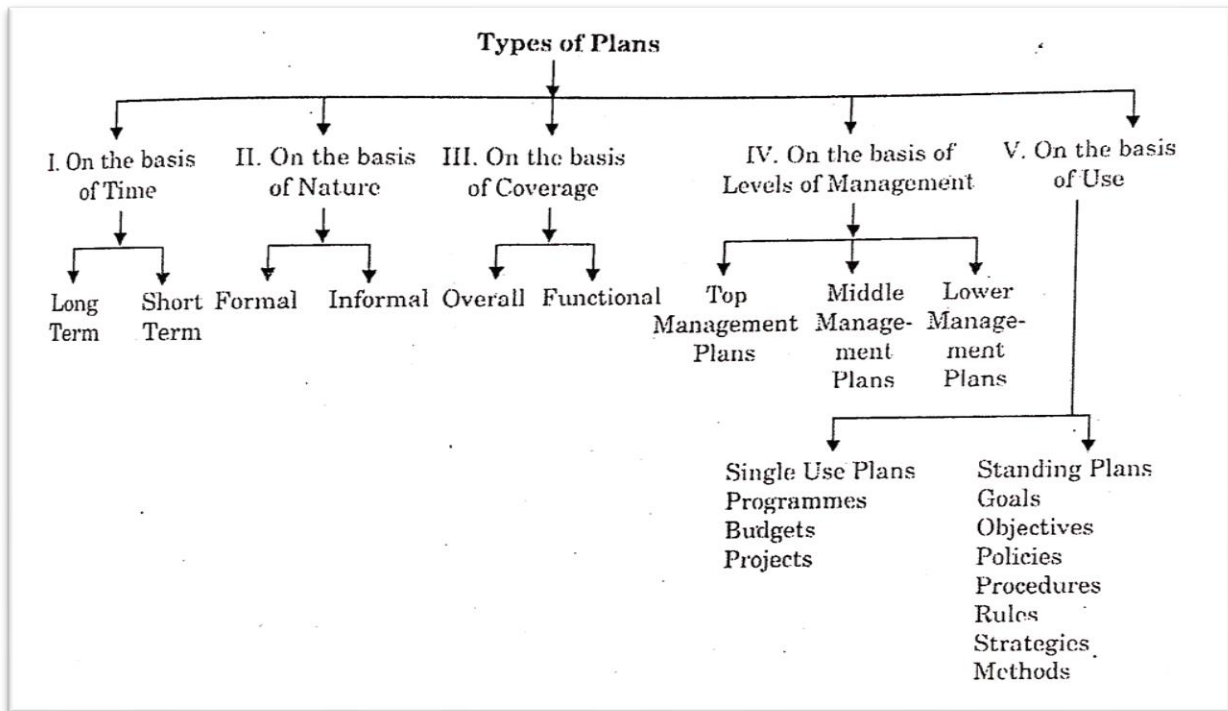 Types of Plans
I. On the basis
of Time
II. On the basis
of Nature
III. On the basis
of Coverage
IV. On the basis of
Levels of Management
V. On the basis
of Use
Long
Term
Short
Term
Formal
Informal
Overall
Functional
Top
Management
Plans
Middle
Manage-
ment
Plans
Lower
Manage-
ment
Plans
Single Use Plans
Programmes
Budgets
Projects
Standing Plans
Goals
Objectives
Policies
Procedures
Rules
Strategies
Methods